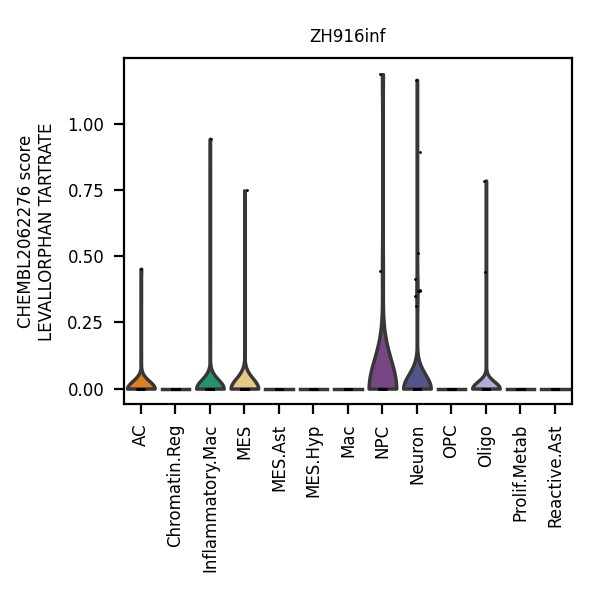 ZH916inf
CHEMBL2062276 score
LEVALLORPHAN TARTRATE
1.00
0.75
0.50
0.25
0.00
AC
Chromatin.Reg
Inflammatory.Mac
MES
MES.Ast
MES.Hyp
Mac
NPC
Neuron
OPC
Oligo
Prolif.Metab
Reactive.Ast